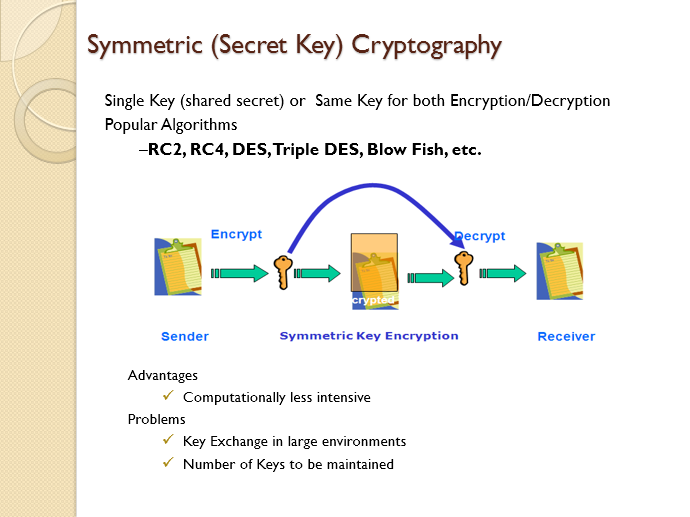 Symmetric (Secret Key) Cryptography
Single Key (shared secret) or Same Key for both Encryption/Decryption
Popular Algorithms
–RC2, RC4, DES, Triple DES, Blow Fish, etc.
Encrypt
Decrypt
crypted
Sender
Symmetric Key Encryption
Receiver
Advantages
✓ Computationally less intensive
Problems
✓ Key Exchange in large environments
✓ Number of Keys to be maintained